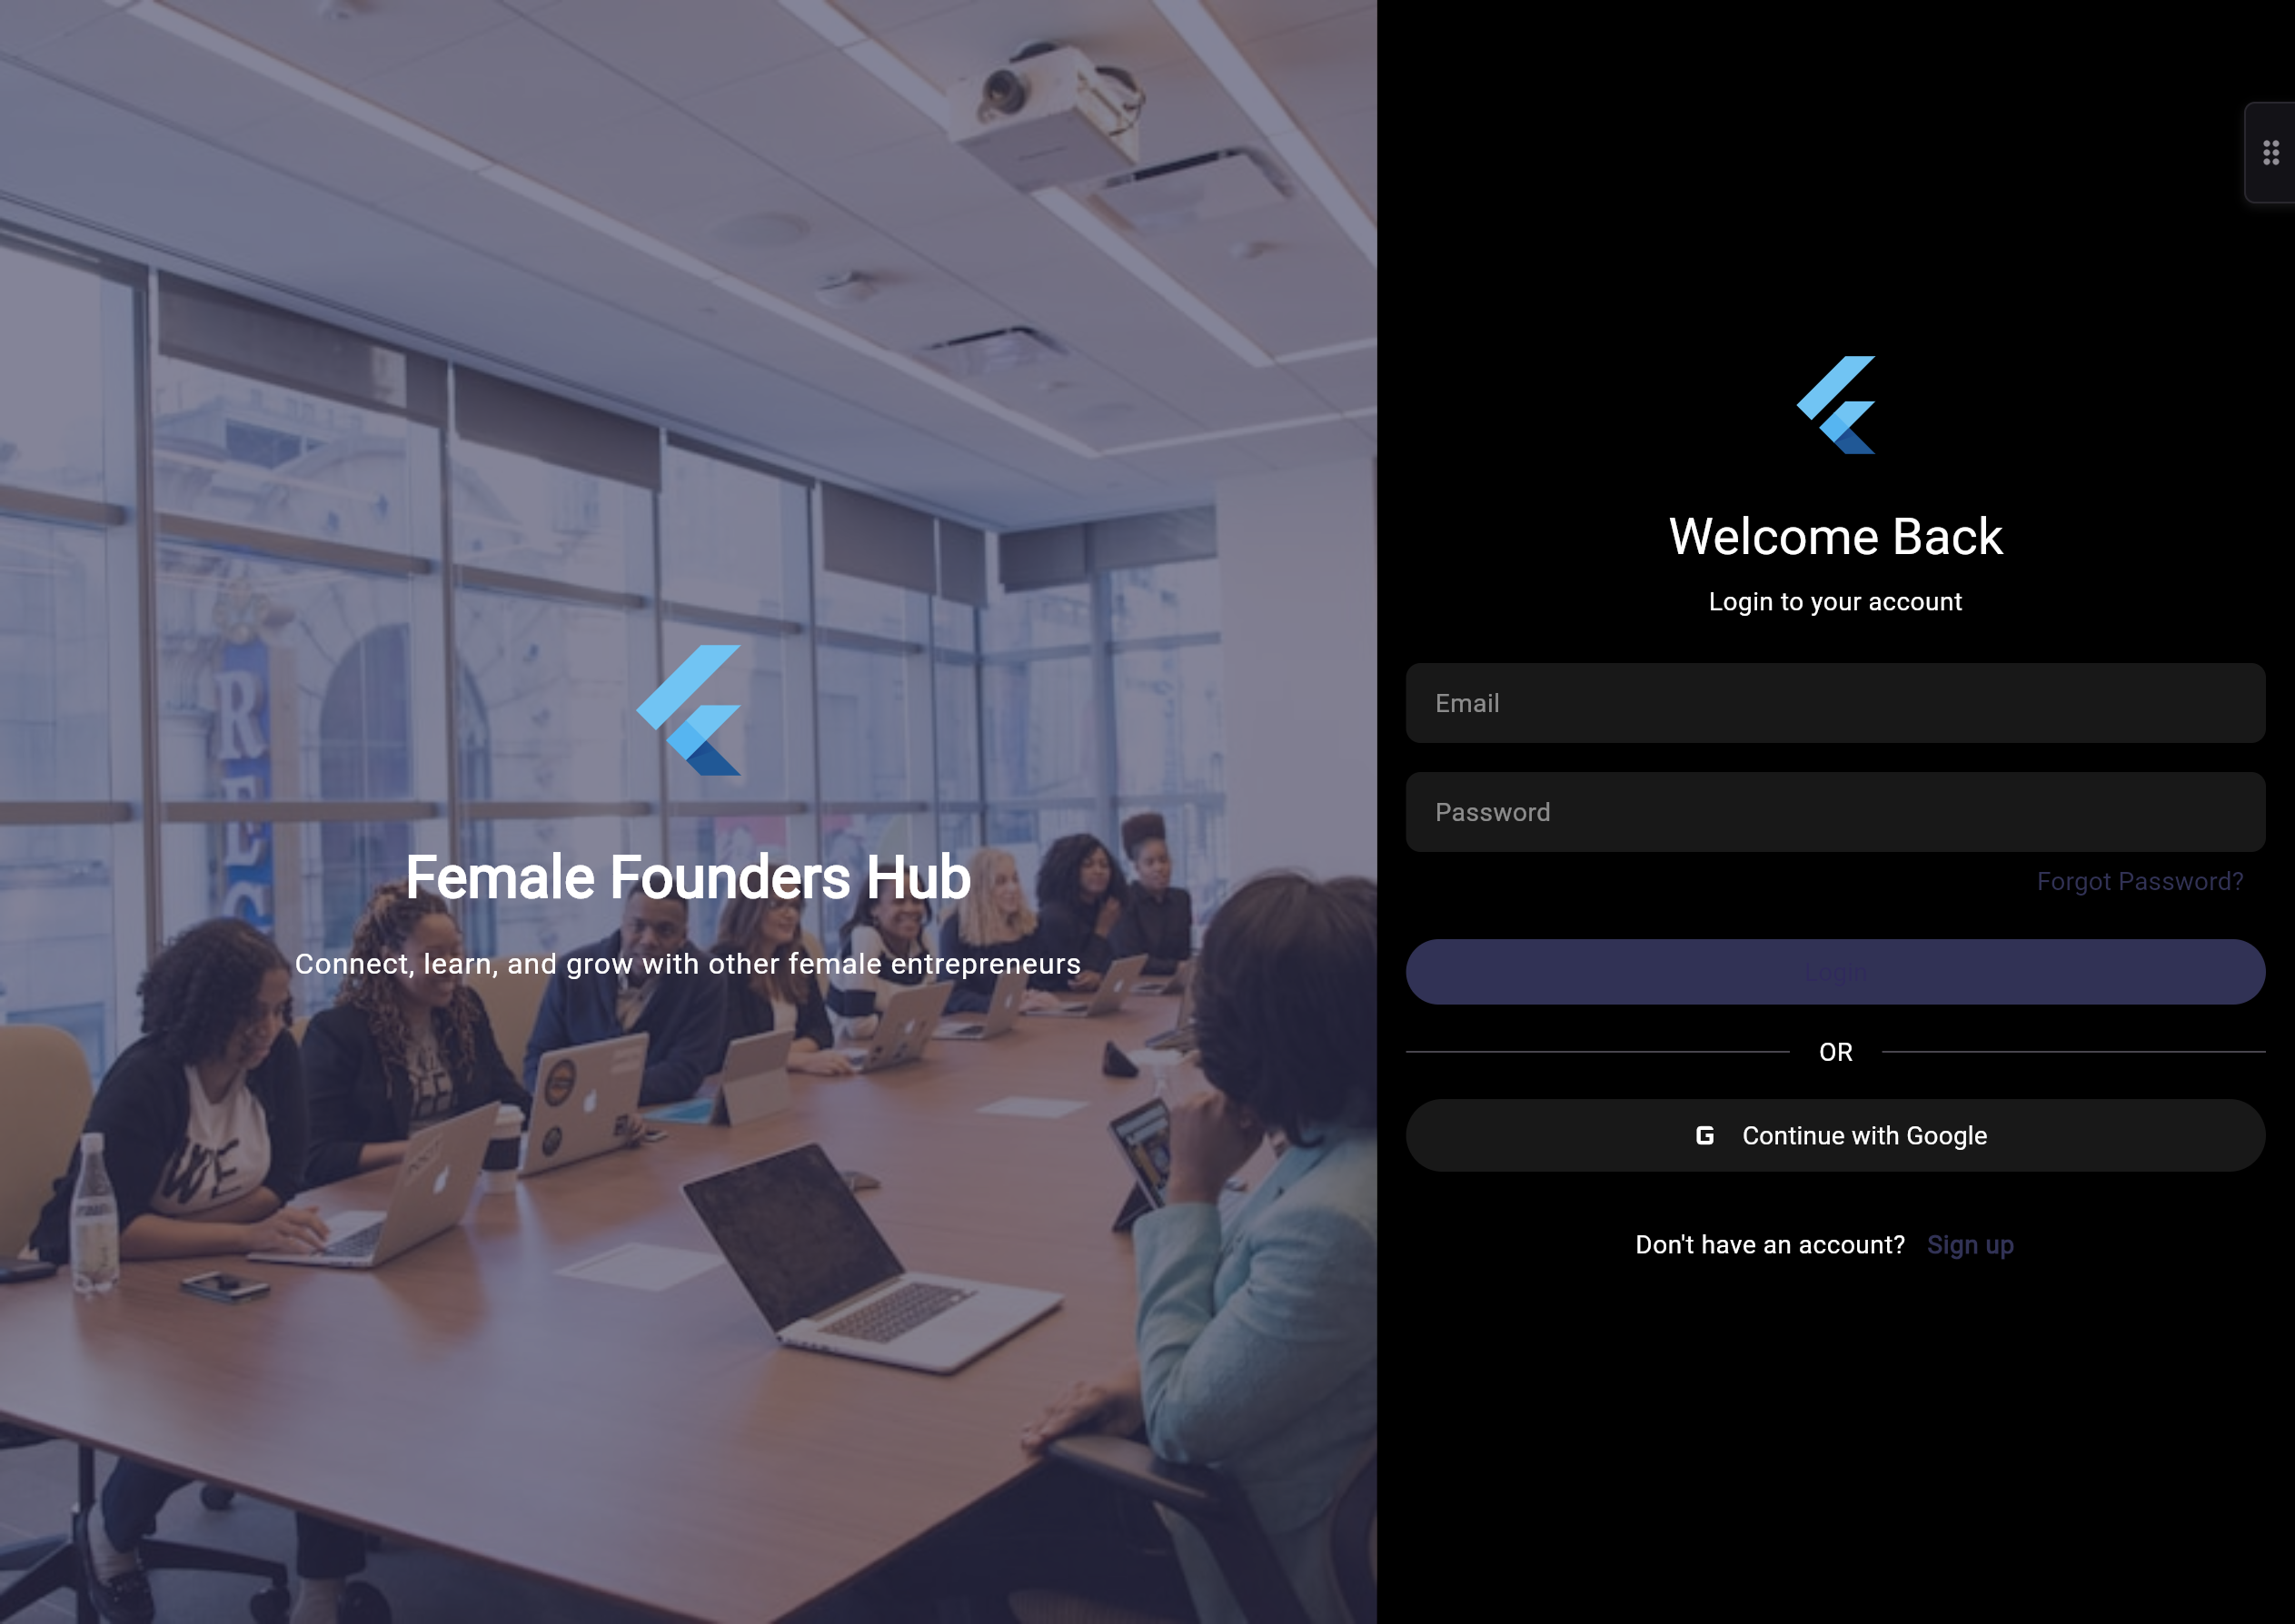 R
E
C
Female Founders Hub
Connect, learn, and grow with other female entrepreneurs
WE
Welcome Back
Login to your account
Email
Password
Forgot Password?
Login
OR
G Continue with Google
Don't have an account? Sign up